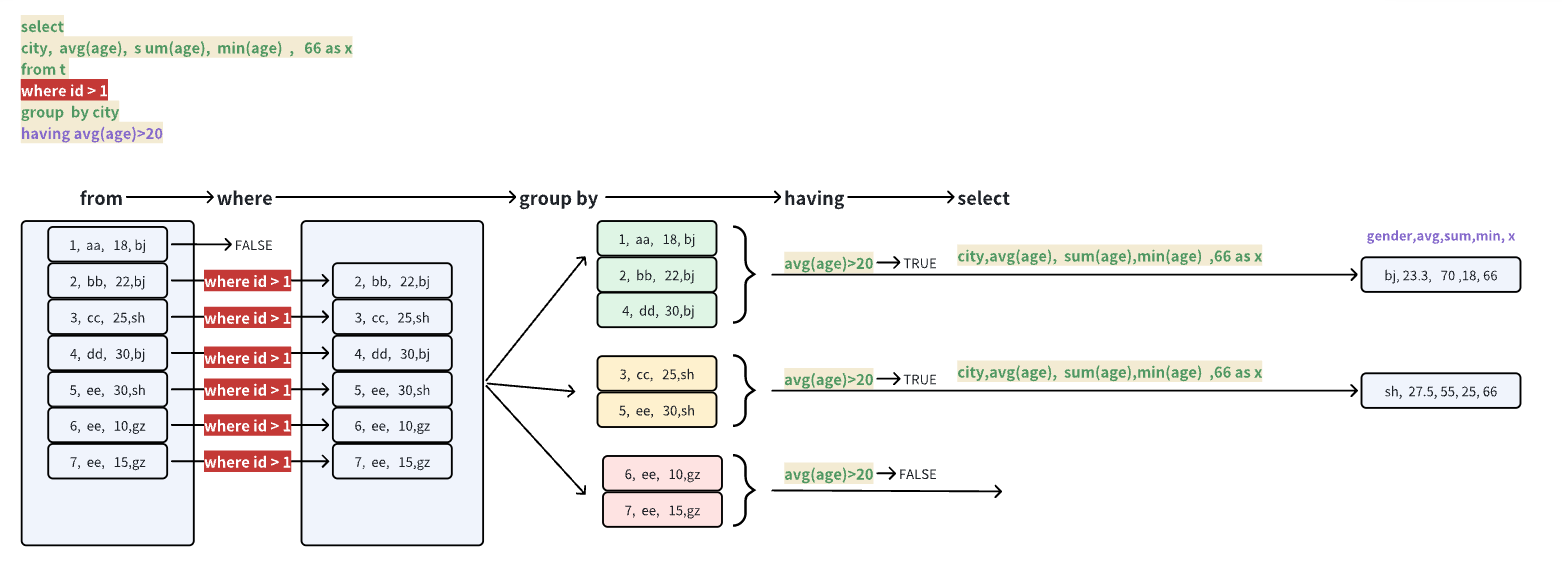 select
city, avg(age), s um(age), min(age) , 66 as x
from t
where id > 1
group by city
having avg(age)>20
from where group by having select
1, aa, 18, bj
2, bb, 22,bj
3, cc, 25,sh
4, dd, 30,bj
5, ee, 30,sh
6, ee, 10,gz
7, ee, 15,gz
FALSE
where id > 1
where id > 1
where id > 1
where id > 1
where id > 1
where id > 1
2, bb, 22,bj
3, cc, 25,sh
4, dd, 30,bj
5, ee, 30,sh
6, ee, 10,gz
7, ee, 15,gz
1, aa, 18, bj
2, bb, 22,bj
4, dd, 30,bj
avg(age)>20 TRUE
city,avg(age), sum(age),min(age) ,66 as x
gender,avg,sum,min, x
bj, 23.3, 70 ,18, 66
3, cc, 25,sh
5, ee, 30,sh
avg(age)>20 TRUE
city,avg(age), sum(age),min(age) ,66 as x
sh, 27.5, 55, 25, 66
6, ee, 10,gz
7, ee, 15,gz
avg(age)>20 FALSE